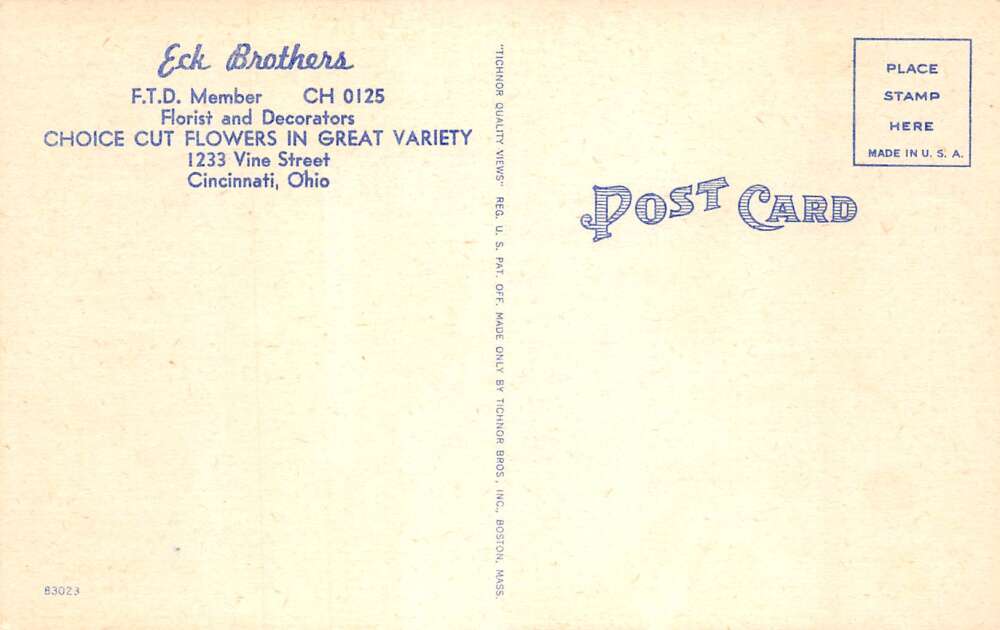 Eck Brothers
F.T.D. Member CH 0125
Florist and Decorators
CHOICE CUT FLOWERS IN GREAT VARIETY
1233 Vine Street
Cincinnati, Ohio
83023
"TICHNOR QUALITY VIEWS" REG. U. S. PAT. OFF. MADE ONLY BY TICHNOR BROS., INC., BOSTON, MASS.
PLACE
STAMP
HERE
MADE IN U. S. A.
POST CARD